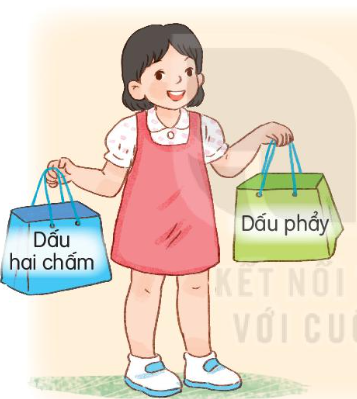 Dấu
hai chấm
Dấu phẩy
KẾT NỐI
VỚI CUỘ